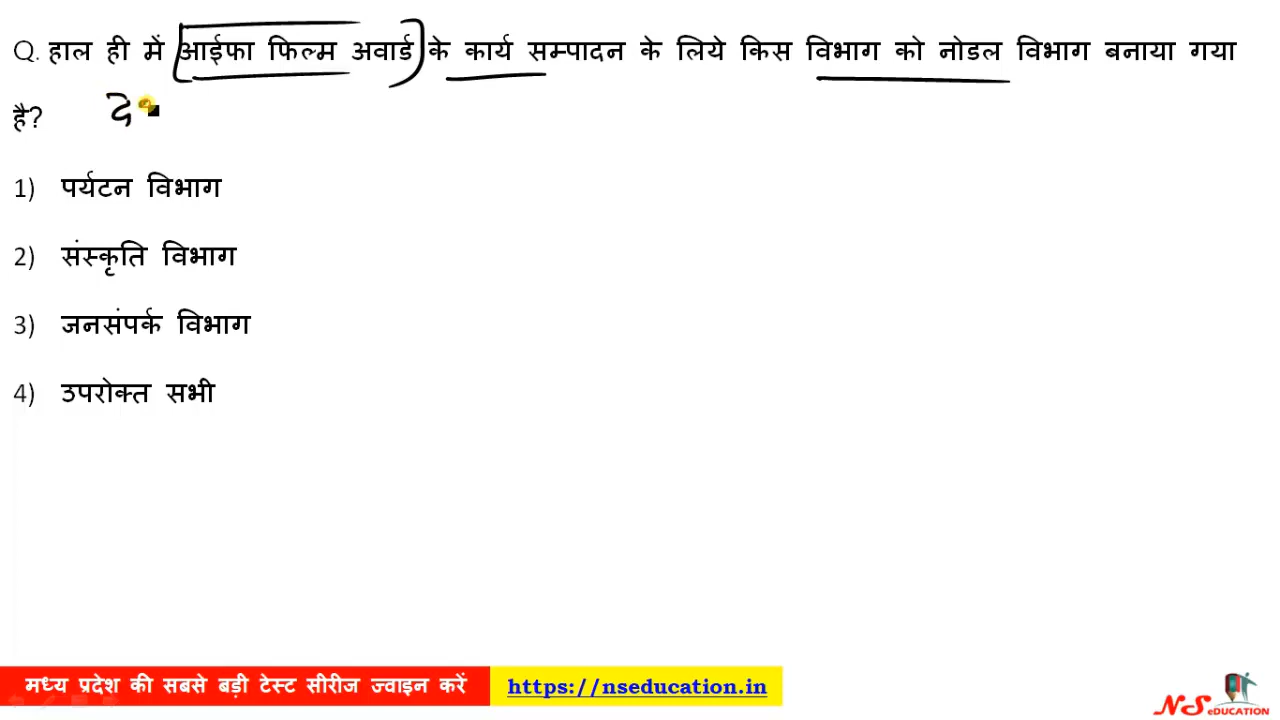 Q. हाल ही में आईफा फिल्म अवार्ड के कार्य सम्पादन के लिये किस विभाग को नोडल विभाग बनाया गया
है?
1) पर्यटन विभाग
2) संस्कृति विभाग
3) जनसंपर्क विभाग
4) उपरोक्त सभी
मध्य प्रदेश की सबसे बड़ी टेस्ट सीरीज ज्वाइन करें https://nseducation.in
NS eDUCATION